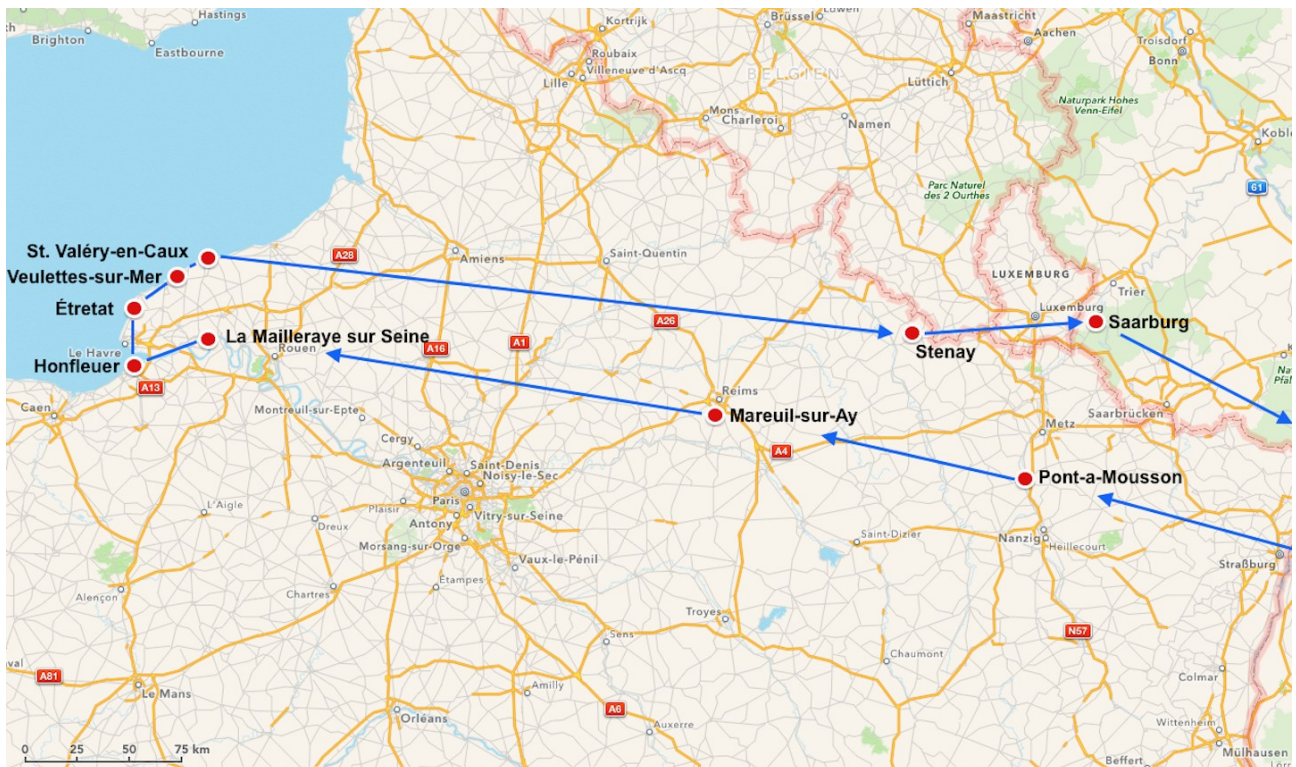 Hastings
Brighton
Eastbourne
Kortrijk
Brüssel
Löwen
Maastricht
Aachen
Troisdorf
Bonn
Roubaix
Villeneuve d'Ascq
Lille
BELGIEN
Lüttich
Naturpark Hohes
Venn-Eifel
Mons
Charleroi
Namen
Koble
Parc Naturel
des 2 Ourthes
61
St. Valéry-en-Caux
A28
Amiens
Saint-Quentin
Veulettes-sur-Mer
LUXEMBURG
Trier
Étretat
Luxemburg
Saarburg
A26
La Mailleraye sur Seine
Le Havre
Rouen
A16
A1
Stenay
Honfleuer
A13
Reims
Caen
Montreuil-sur-Epte
Mareuil-sur-Ay
Saarbrücken
Metz
Cergy
A4
Argenteuil
Saint-Denis
Noisy-le-Sec
Pont-a-Mousson
L'Aigle
Plaisir
Paris
Vitry-sur-Seine
Dreux
Antony
Morsang-sur-Orge
Saint-Dizier
Nanzig
Heillecourt
Straßburg
Vaux-le-Pénil
Étampes
Alençon
Chartres
Troyes
N57
Sens
Chaumont
A81
Le Mans
Colmar
Amilly
A6
Orléans
Auxerre
Wittenheim
0 25 50 75 km
Mülhausen
Beffert